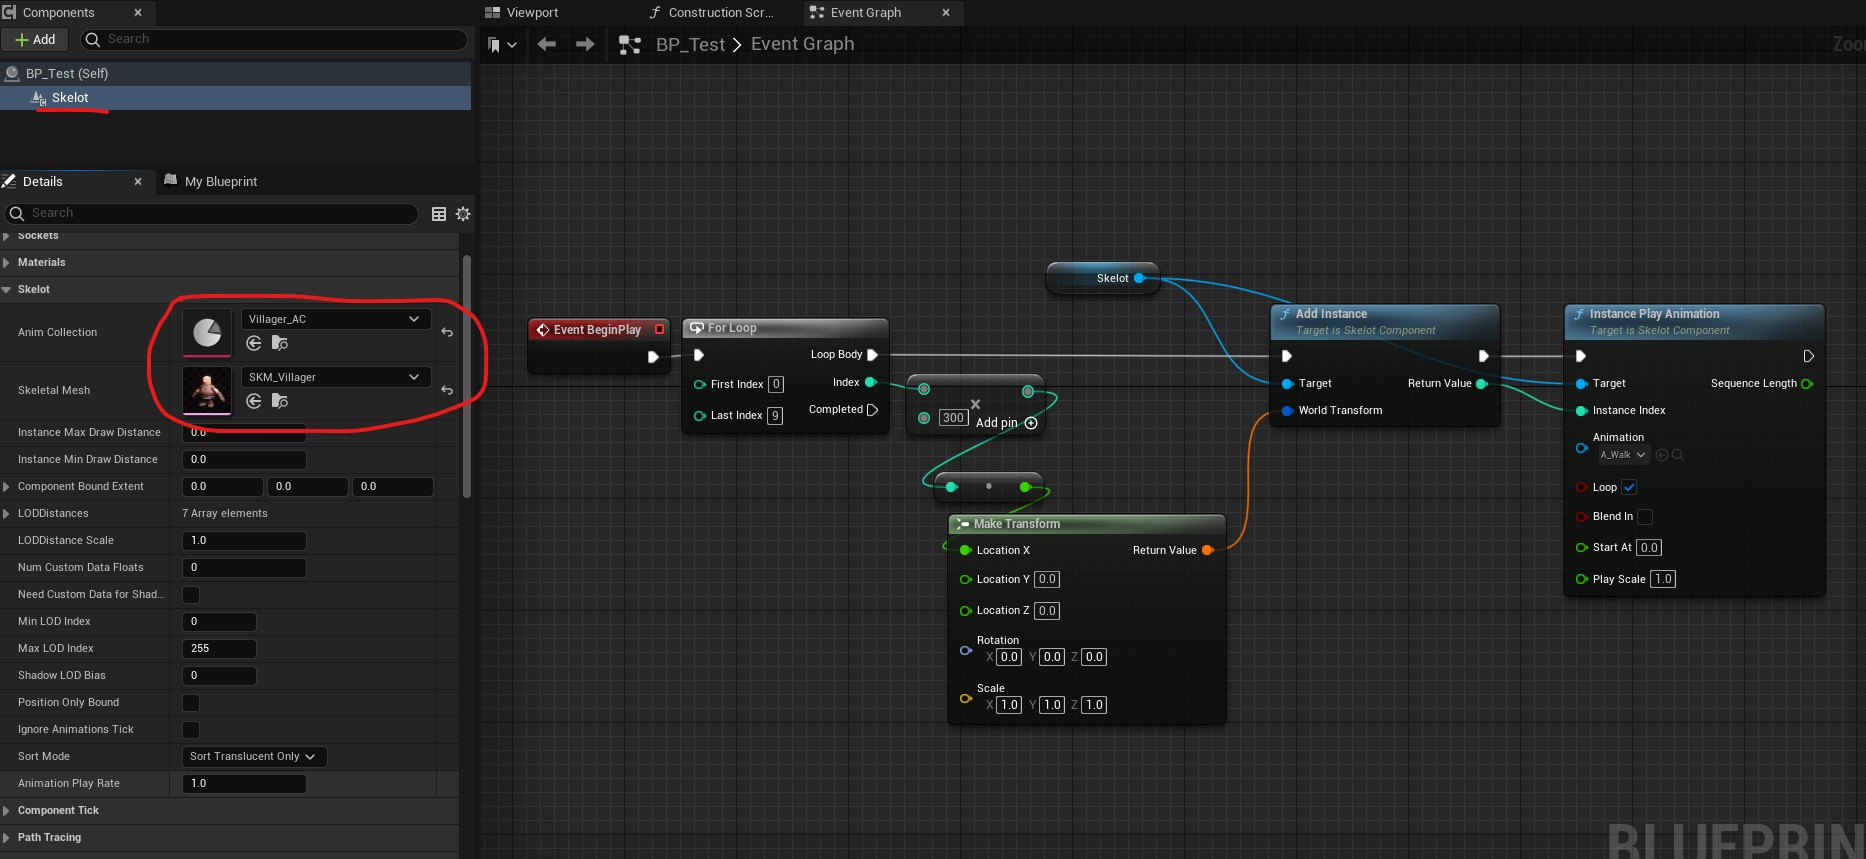 Components
Add
Search
BP_Test (Self)
Skelot
Details
My Blueprint
Search
Sockets
Materials
Skelot
Anim Collection
Villager_AC
Skeletal Mesh
SKM_Villager
Instance Max Draw Distance
0.0
Instance Min Draw Distance
0.0
Component Bound Extent
0.0
0.0
0.0
LODDistances
7 Array elements
LODDistance Scale
1.0
Num Custom Data Floats
0
Need Custom Data for Shad...
Min LOD Index
0
Max LOD Index
255
Shadow LOD Bias
0
Position Only Bound
Ignore Animations Tick
Sort Mode
Sort Translucent Only
Animation Play Rate
1.0
Component Tick
Path Tracing
Viewport
Construction Scr...
Event Graph
BP_Test > Event Graph
Skelot
Event BeginPlay
For Loop
Loop Body
First Index 0
Index
Last Index 9
Completed
300
Add pin
Make Transform
Location X
Return Value
Location Y 0.0
Location Z 0.0
Rotation
X 0.0 Y 0.0 Z 0.0
Scale
X 1.0 Y 1.0 Z 1.0
Add Instance
Target is Skelot Component
Target
Return Value
World Transform
Instance Play Animation
Target is Skelot Component
Target
Sequence Length
Instance Index
Animation
A_Walk
Loop
Blend In
Start At 0.0
Play Scale 1.0